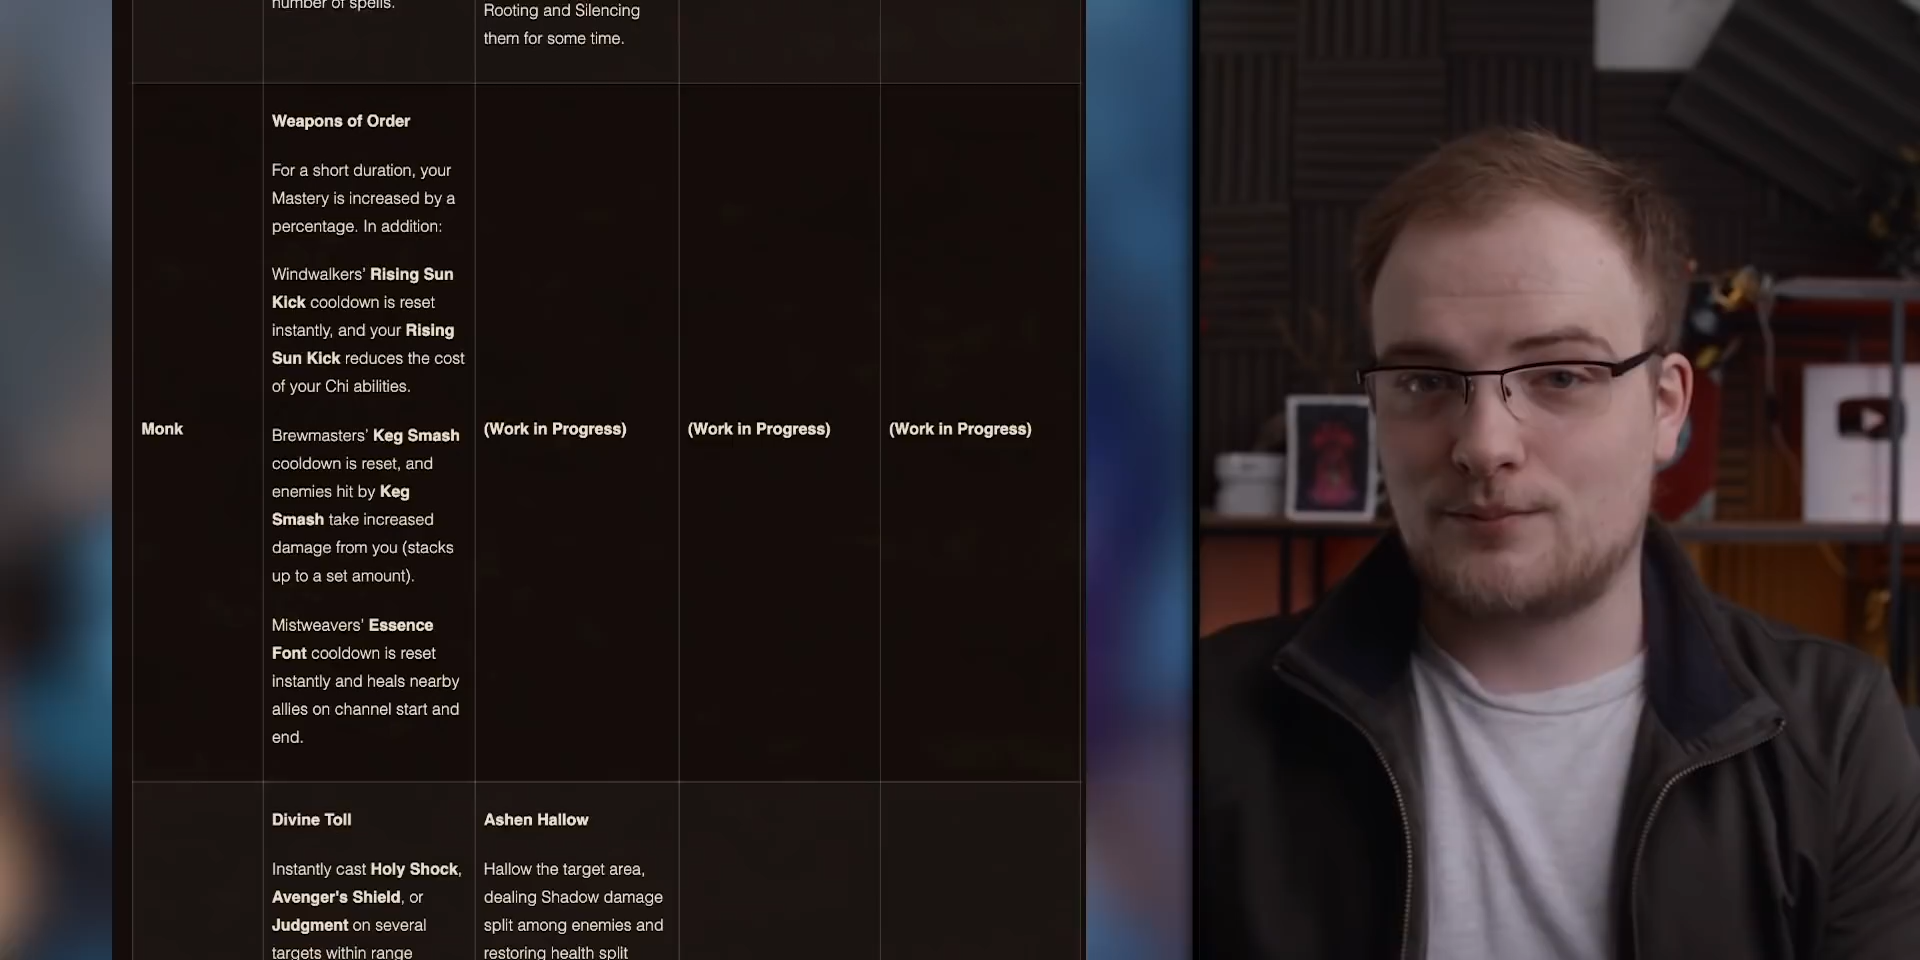 number of spells.
Rooting and Silencing
them for some time.
Monk
Weapons of Order
For a short duration, your
Mastery is increased by a
percentage. In addition:
Windwalkers' Rising Sun
Kick cooldown is reset
instantly, and your Rising
Sun Kick reduces the cost
of your Chi abilities.
Brewmasters' Keg Smash
cooldown is reset, and
enemies hit by Keg
Smash take increased
damage from you (stacks
up to a set amount).
Mistweavers' Essence
Font cooldown is reset
instantly and heals nearby
allies on channel start and
end.
(Work in Progress)
(Work in Progress)
(Work in Progress)
Divine Toll
Instantly cast Holy Shock,
Avenger's Shield, or
Judgment on several
targets within range
Ashen Hallow
Hallow the target area,
dealing Shadow damage
split among enemies and
restoring health split